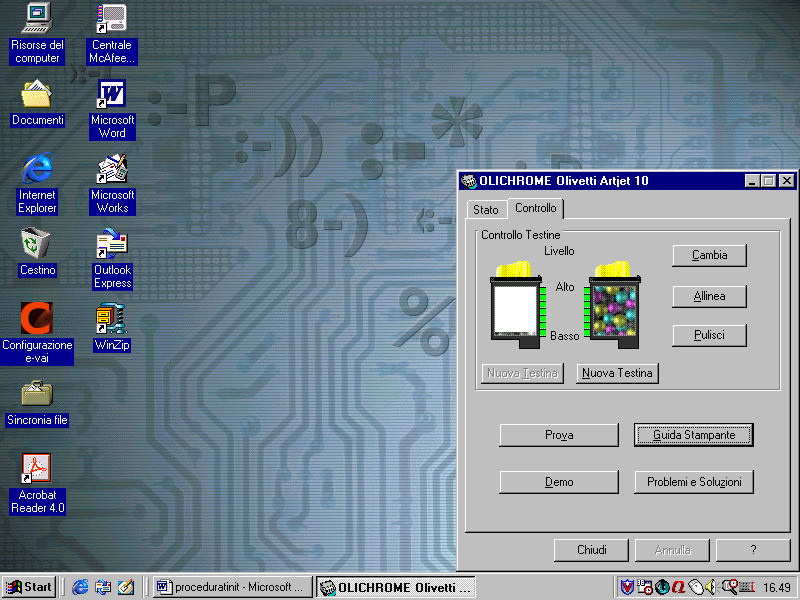 Risore del
computer
Centrale
McAfee...
Documenti
Microsoft
Word
Internet
Explorer
Microsoft
Works
Cestino
Outlook
Express
Configurazione
e-vai
WinZip
Sincronia file
Acrobat
Reader 4.0
:-P
:-))
:-*
8-)
%
OLICHROME Olivetti Artjet 10
Stato
Controllo
Controllo Testine
Livello
Cambia
Alto
Allinea
Basso
Pulisci
Nuova Testina
Nuova Testina
Prova
Guida Stampante
Demo
Problemi e Soluzioni
Chiudi
Annulla
?
Start
proceduratinit - Microsoft ...
OLICHROME Olivetti ...
16.49